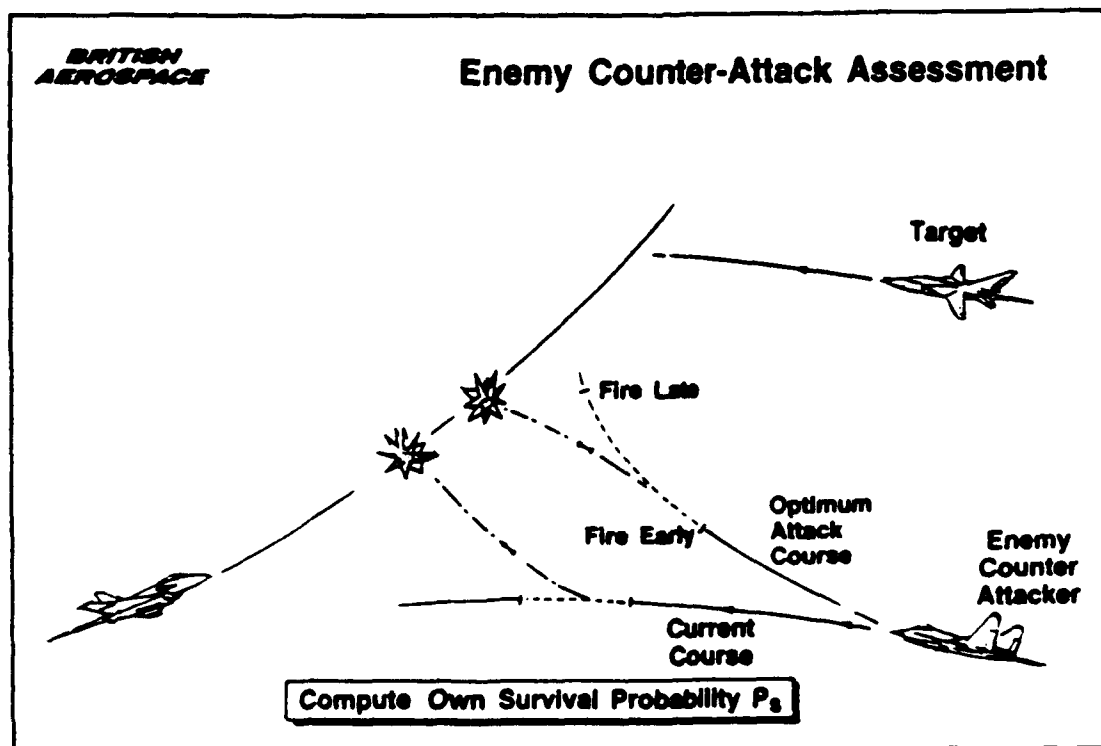 BRITISH
AEROSPACE
Enemy Counter-Attack Assessment
Target
Fire Late
Fire Early
Optimum
Attack
Course
Enemy
Counter
Attacker
Current
Course
Compute Own Survival Probability Ps